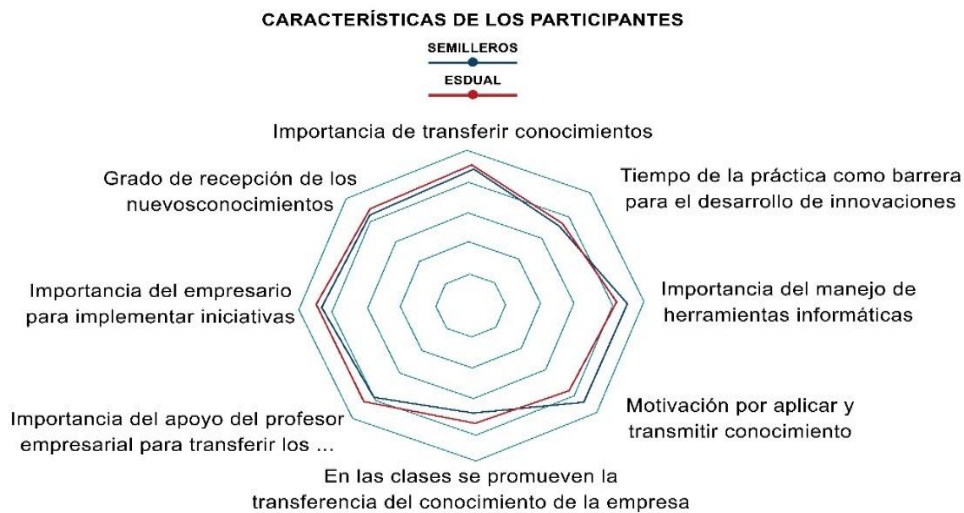 CARACTERÍSTICAS DE LOS PARTICIPANTES
SEMILLEROS
ESDUAL
Importancia de transferir conocimientos
Grado de recepción de los
nuevosconocimientos
Tiempo de la práctica como barrera
para el desarrollo de innovaciones
Importancia del empresario
para implementar iniciativas
Importancia del manejo de
herramientas informáticas
Importancia del apoyo del profesor
empresarial para transferir los ...
Motivación por aplicar y
transmitir conocimiento
En las clases se promueven la
transferencia del conocimiento de la empresa